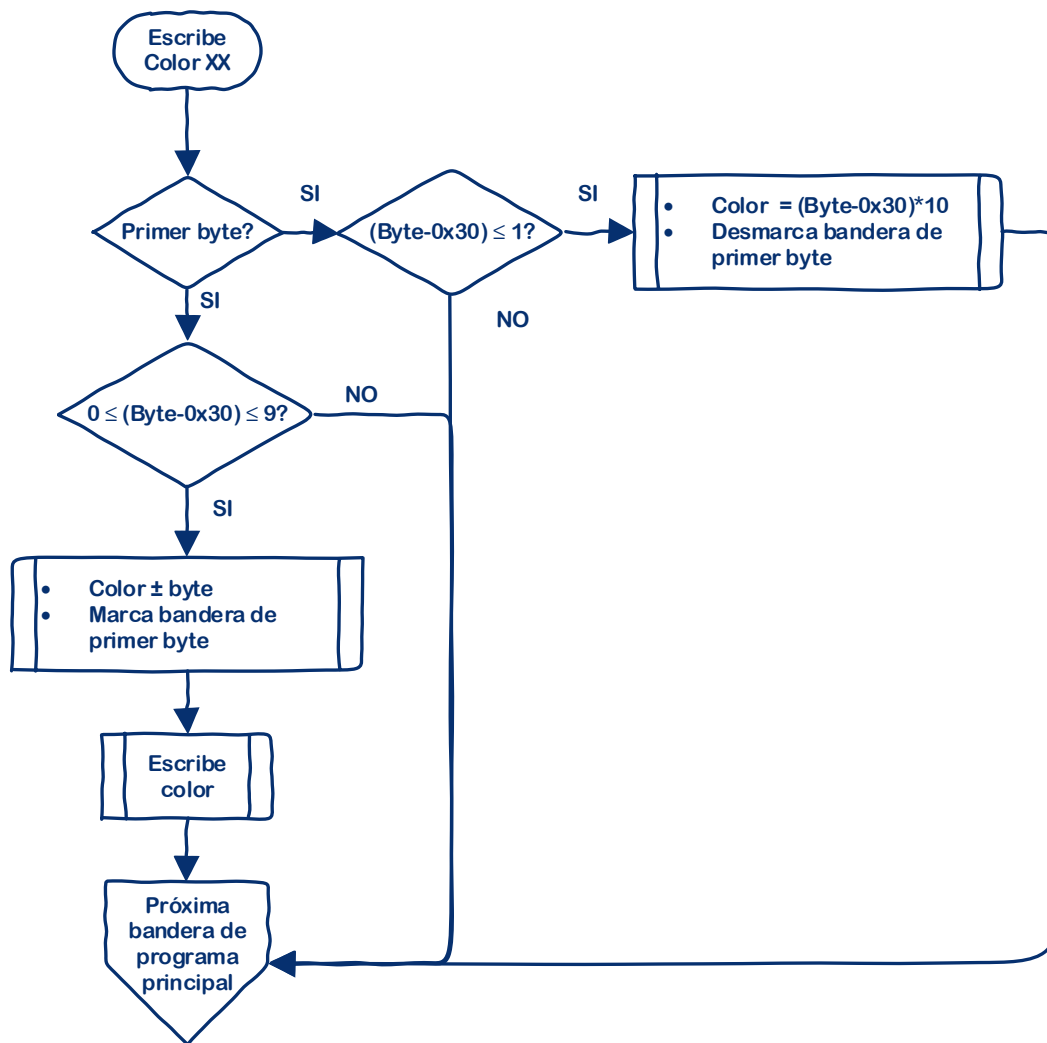 Escribe
Color XX
Primer byte?
SI
(Byte-0x30) ≤ 1?
SI
• Color = (Byte-0x30)*10
• Desmarca bandera de
primer byte
SI
NO
0 ≤ (Byte-0x30) ≤ 9?
NO
SI
• Color ± byte
• Marca bandera de
primer byte
Escribe
color
Próxima
bandera de
programa
principal